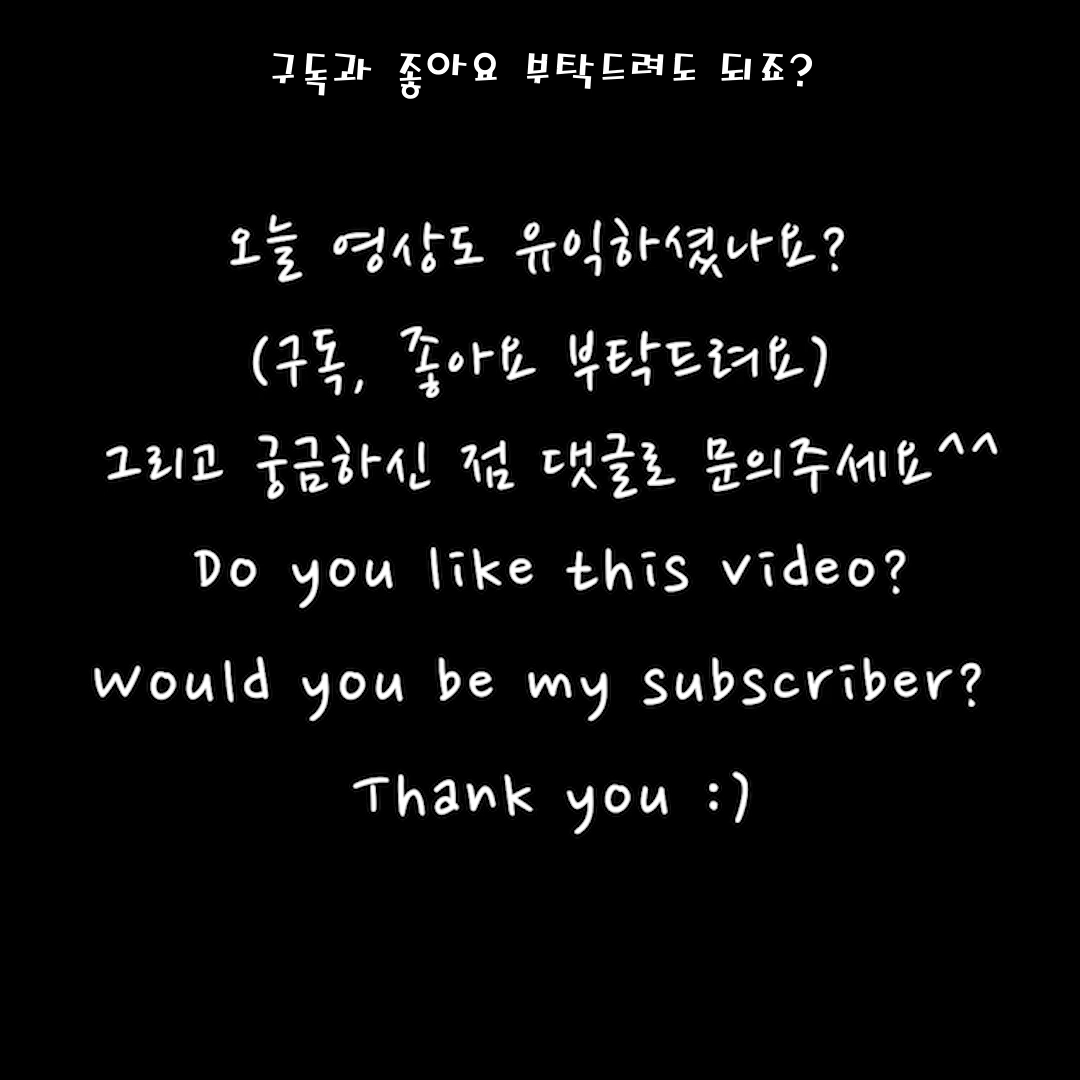 구독과 좋아요 부탁드려도 되죠?
오늘 영상도 유익하셨나요?
(구독, 좋아요 부탁드려요)
그리고 궁금하신 점 댓글로 문의주세요^^
Do you like this video?
Would you be my subscriber?
Thank you :)